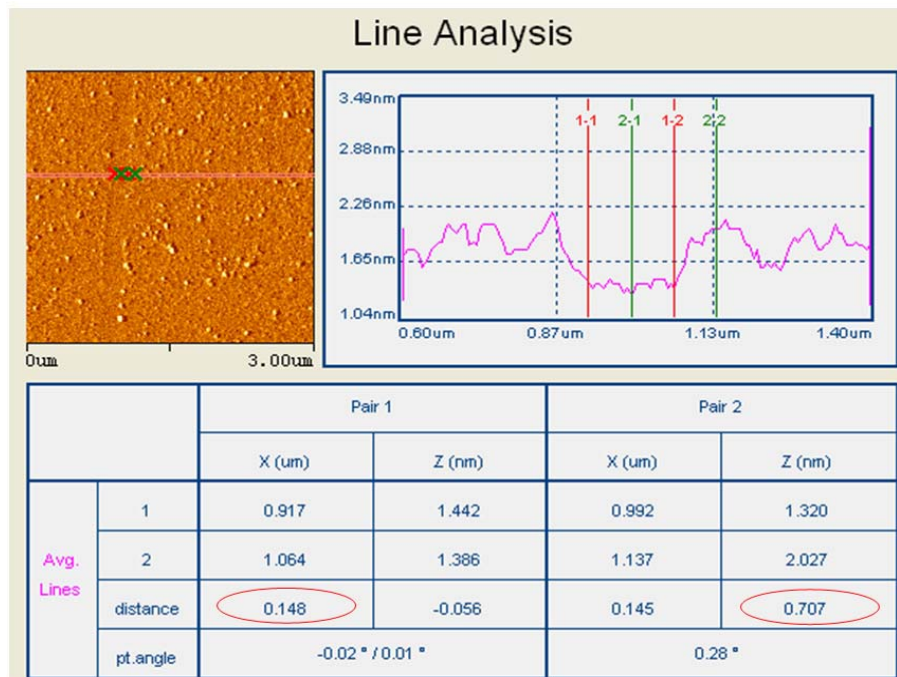 Line Analysis
3.49nm
1-1 2-1 1-2 2-2
2.88nm
2.26nm
1.65nm
1.04nm
0.60um 0.87um 1.13um 1.40um
0um 3.00um
Pair 1 Pair 2
X (um) Z (nm) X (um) Z (nm)
1 0.917 1.442 0.992 1.320
Avg. 2 1.064 1.386 1.137 2.027
Lines
distance 0.148 -0.056 0.145 0.707
pt.angle -0.02 ° / 0.01 ° 0.28 °